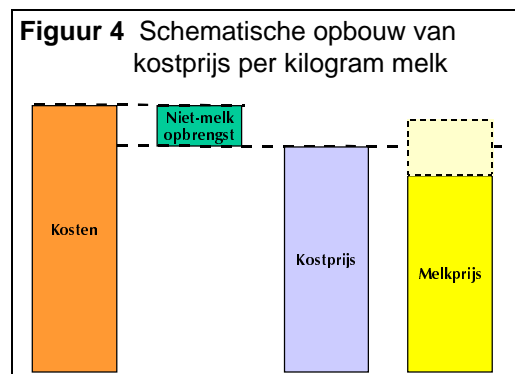 Figuur 4 Schematische opbouw van
kostprijs per kilogram melk
Niet-melk
opbrengst
Kosten
Kostprijs
Melkprijs